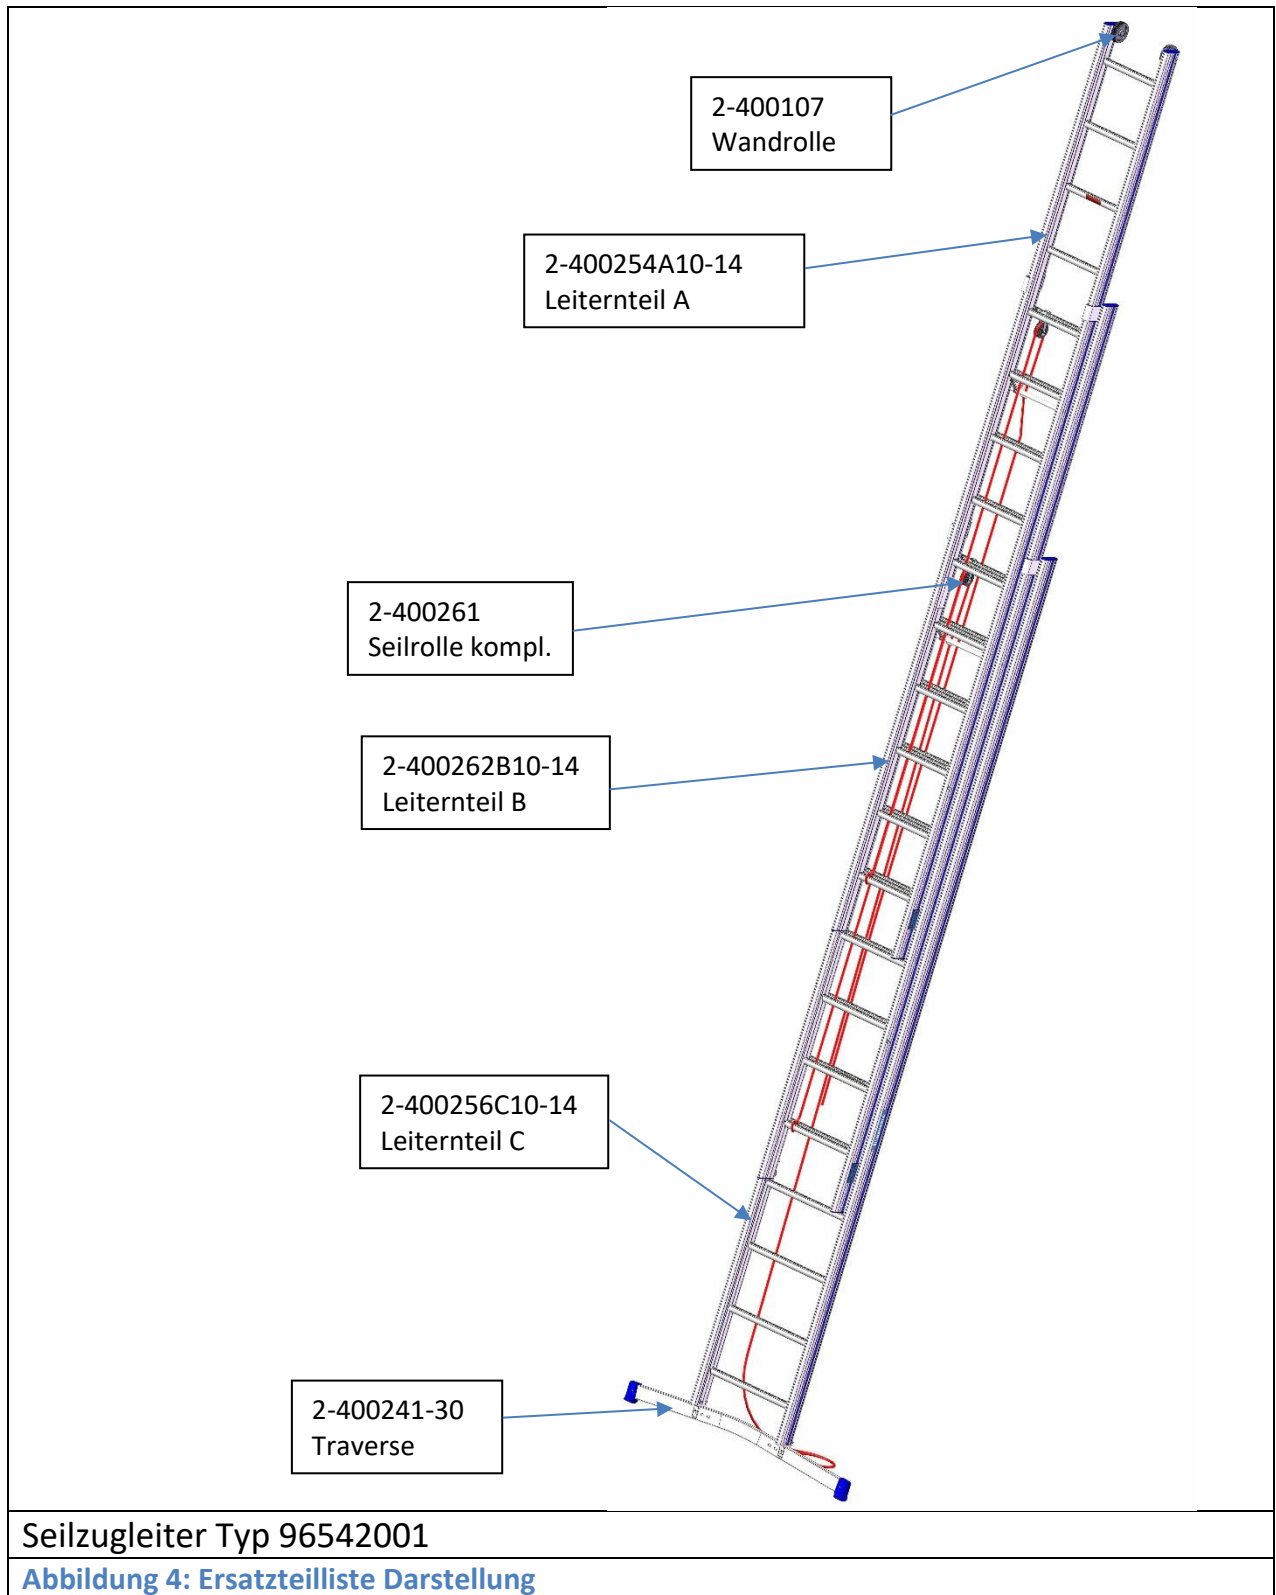 2-400107
Wandrolle
2-400254A10-14
Leiternteil A
2-400261
Seilrolle kompl.
2-400262B10-14
Leiternteil B
2-400256C10-14
Leiternteil C
2-400241-30
Traverse
Seilzugleiter Typ 96542001
Abbildung 4: Ersatzteilliste Darstellung